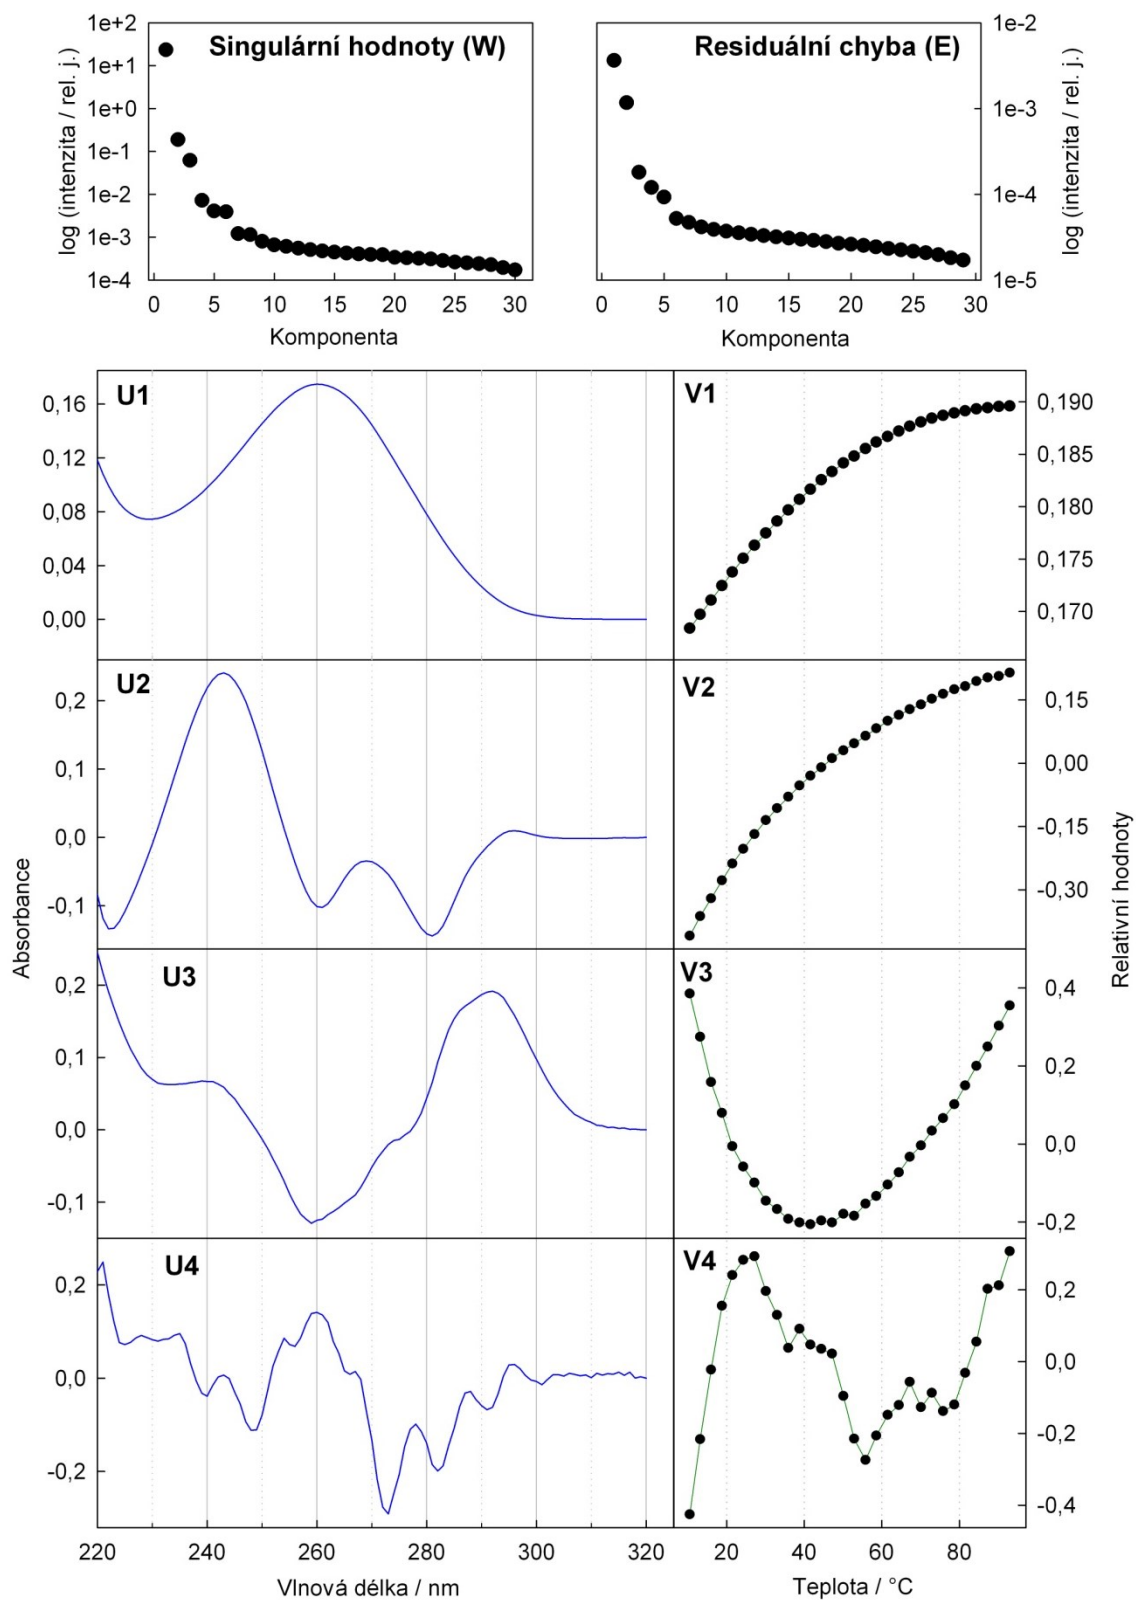 Singulární hodnoty (W)
log (intenzita / rel. j.)
1e+2
1e+1
1e+0
1e-1
1e-2
1e-3
1e-4
0 5 10 15 20 25 30
Komponenta
Residuální chyba (E)
1e-2
1e-3
1e-4
1e-5
log (intenzita / rel. j.)
0 5 10 15 20 25 30
Komponenta
Absorbance
U1
0,16
0,12
0,08
0,04
0,00
V1
0,190
0,185
0,180
0,175
0,170
U2
0,2
0,1
0,0
-0,1
V2
0,15
0,00
-0,15
-0,30
Relativní hodnoty
U3
0,2
0,1
0,0
-0,1
V3
0,4
0,2
0,0
-0,2
U4
0,2
0,0
-0,2
V4
0,2
0,0
-0,2
-0,4
220 240 260 280 300 320
Vlnová délka / nm
20 40 60 80
Teplota / °C